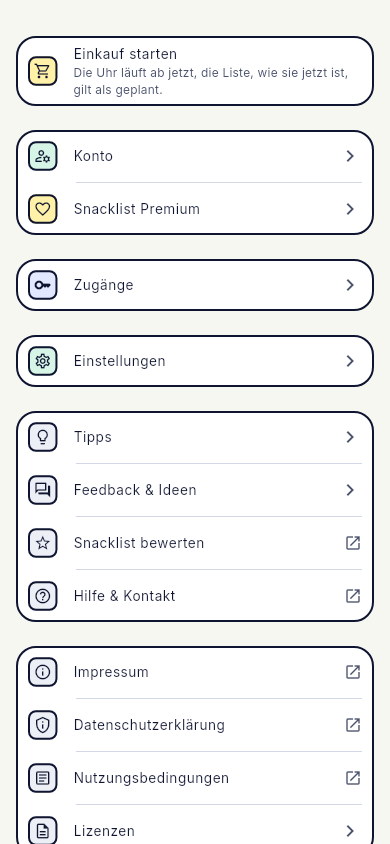 Einkauf starten
Die Uhr läuft ab jetzt, die Liste, wie sie jetzt ist,
gilt als geplant.
Konto
Snacklist Premium
Zugänge
Einstellungen
Tipps
Feedback & Ideen
Snacklist bewerten
Hilfe & Kontakt
Impressum
Datenschutzerklärung
Nutzungsbedingungen
Lizenzen